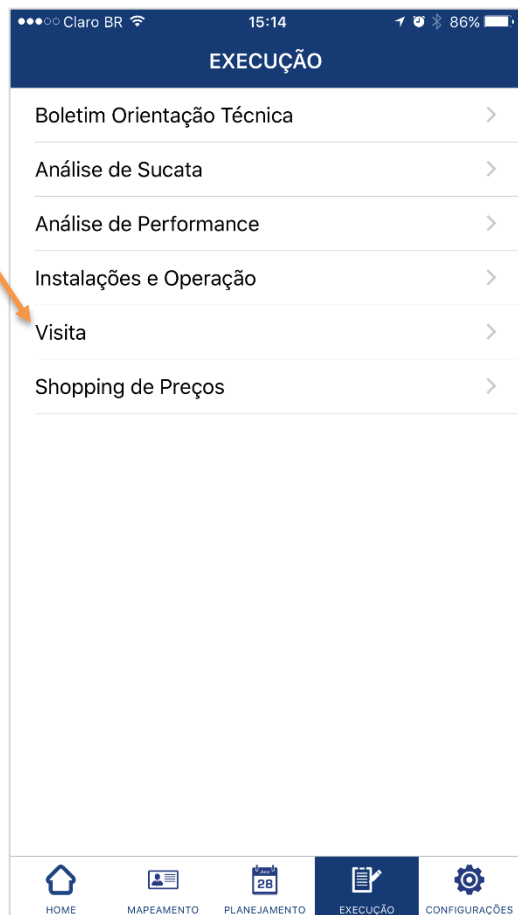 Claro BR 15:14 86%
EXECUÇÃO
Boletim Orientação Técnica
Análise de Sucata
Análise de Performance
Instalações e Operação
Visita
Shopping de Preços
28
HOME MAPEAMENTO PLANEJAMENTO EXECUÇÃO CONFIGURAÇÕES